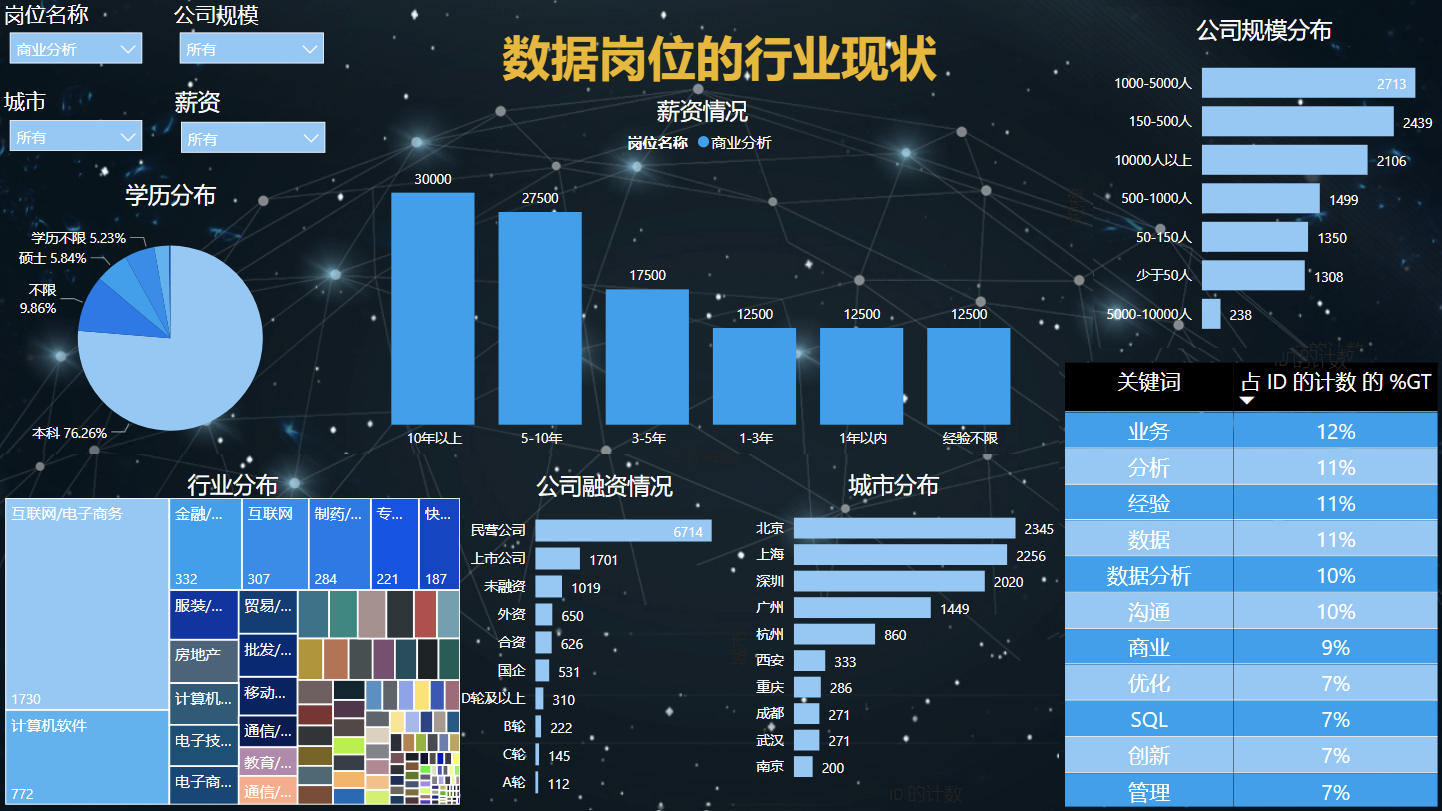 岗位名称
商业分析
公司规模
所有
城市
所有
薪资
所有
数据岗位的行业现状
学历分布
学历不限 5.23%
硕士 5.84%
不限
9.86%
本科 76.26%
薪资情况
岗位名称 商业分析
30000
27500
17500
12500
12500
12500
10年以上
5-10年
3-5年
1-3年
1年以内
经验不限
公司规模分布
1000-5000人 2713
150-500人 2439
10000人以上 2106
500-1000人 1499
50-150人 1350
少于50人 1308
5000-10000人 238
行业分布
互联网/电子商务
1730
计算机软件
772
金融/...
332
互联网
307
制药/...
284
专...
221
快...
187
服装/...
贸易/...
房地产
批发/...
计算机...
移动...
电子技...
通信/...
教育/...
电子商...
通信/...
公司融资情况
民营公司 6714
上市公司 1701
未融资 1019
外资 650
合资 626
国企 531
D轮及以上 310
B轮 222
C轮 145
A轮 112
城市分布
北京 2345
上海 2256
深圳 2020
广州 1449
杭州 860
西安 333
重庆 286
成都 271
武汉 271
南京 200
关键词 占 ID 的计数 的 %GT
业务 12%
分析 11%
经验 11%
数据 11%
数据分析 10%
沟通 10%
商业 9%
优化 7%
SQL 7%
创新 7%
管理 7%
ID 的计数
ID 的计数